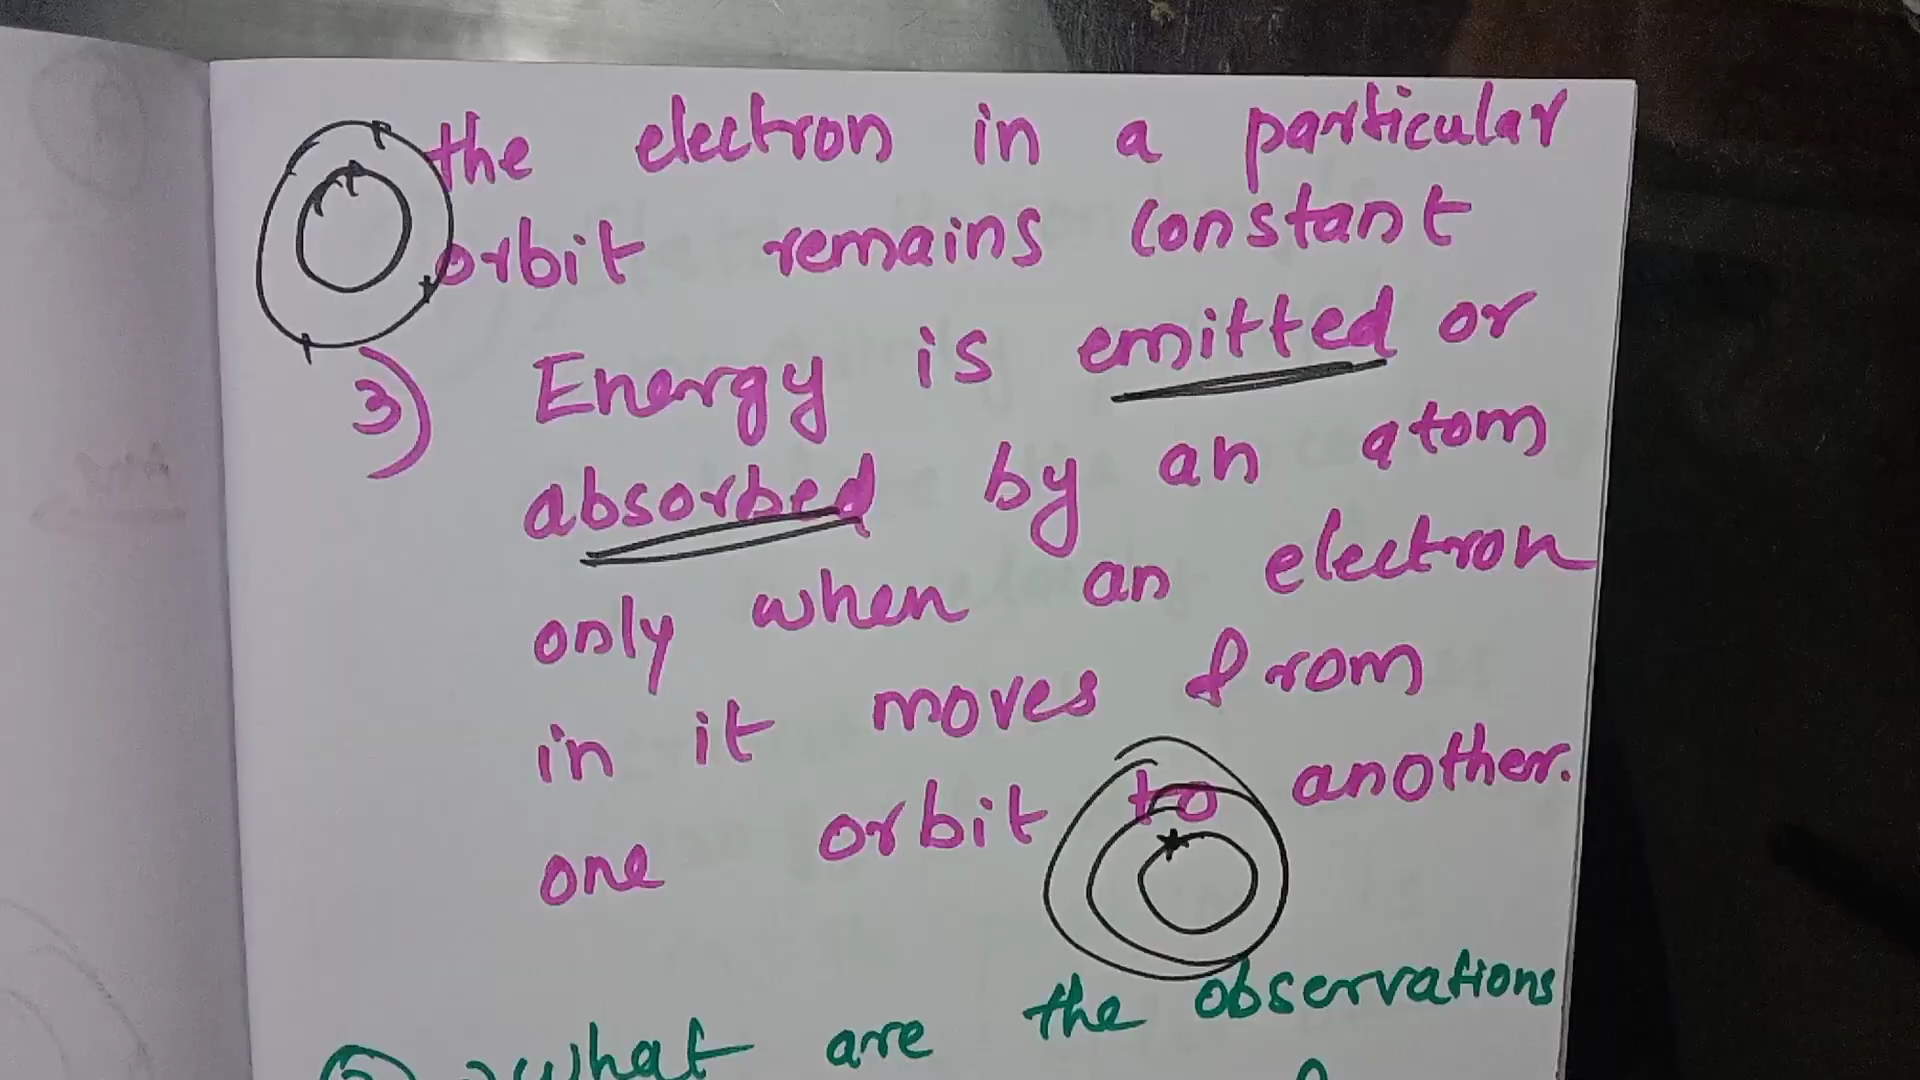 the electron in a particular
orbit remains constant
3) Energy is emitted or
absorbed by an atom
only when an electron
in it moves from
one orbit to another.
what are the observations